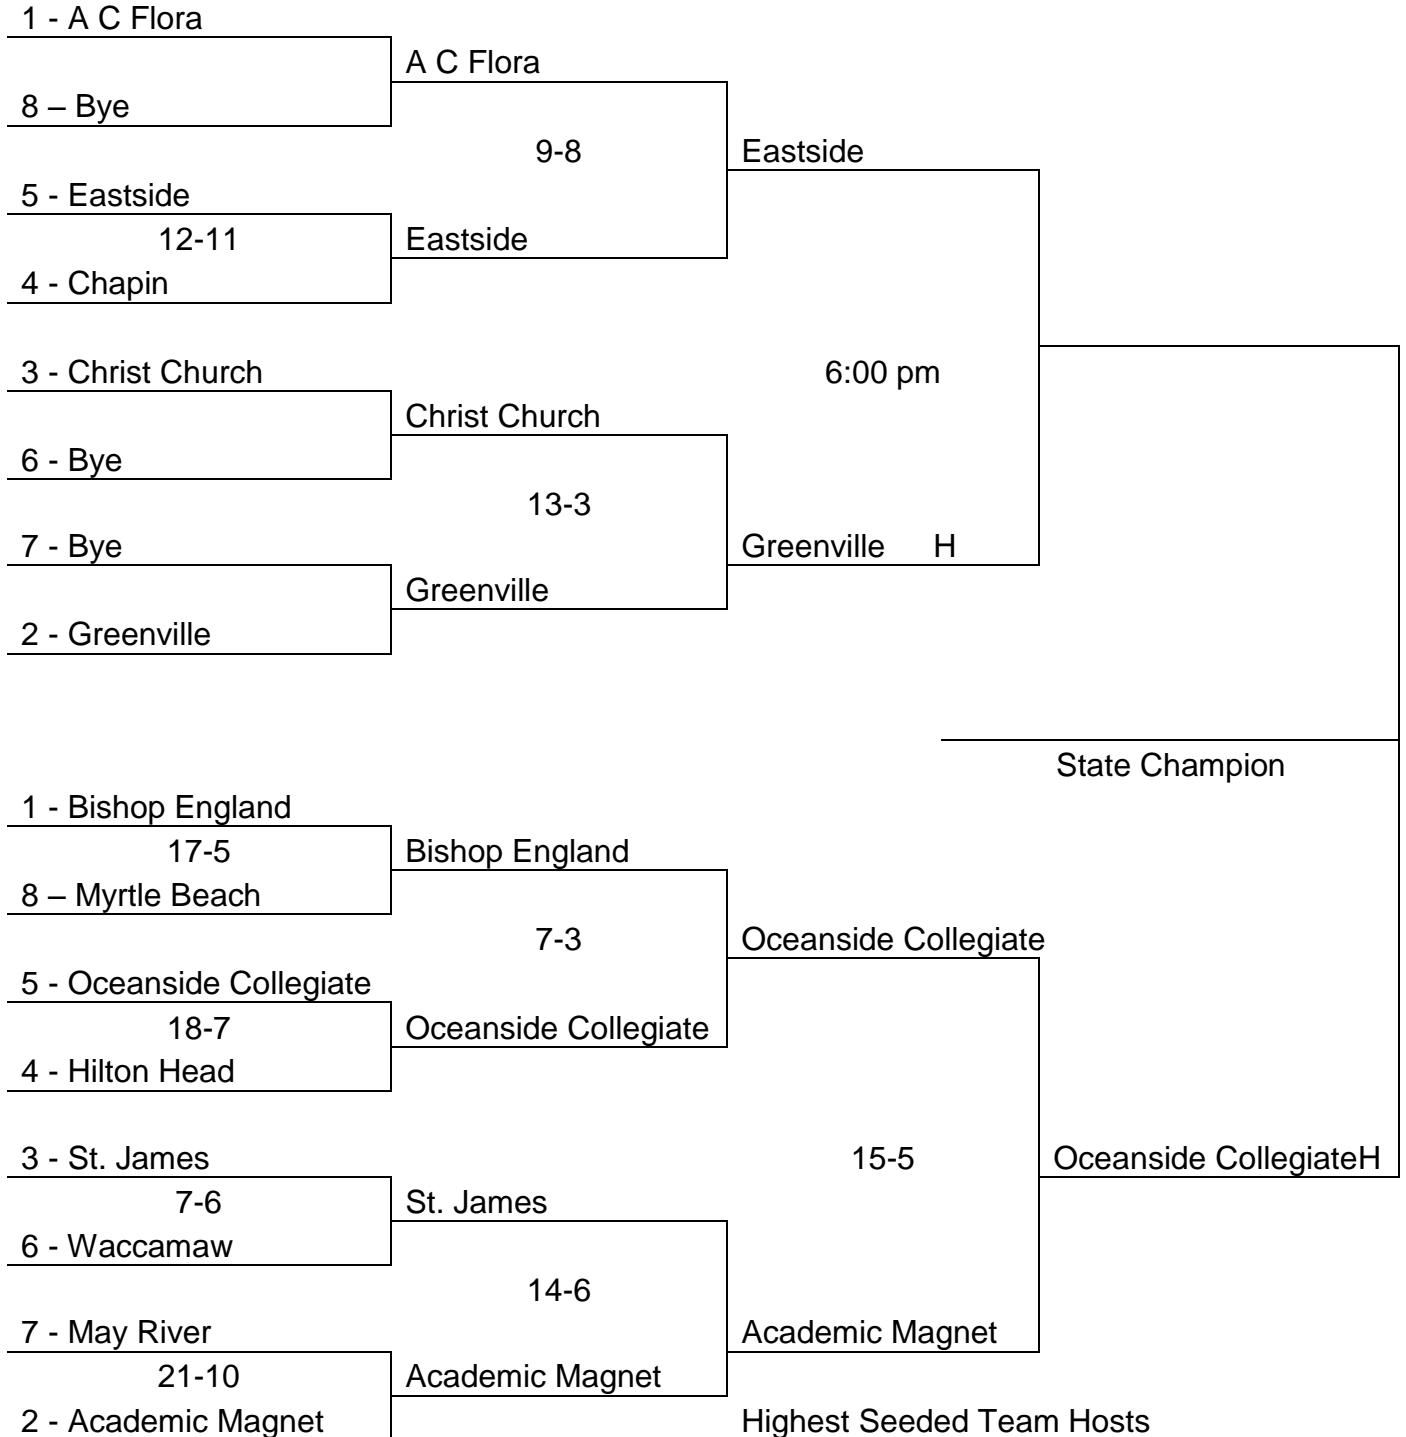 1 - A C Flora
A C Flora
8 – Bye
9-8
Eastside
5 - Eastside
12-11
Eastside
4 - Chapin
3 - Christ Church
6:00 pm
Christ Church
6 - Bye
13-3
7 - Bye
Greenville H
Greenville
2 - Greenville
State Champion
1 - Bishop England
17-5
Bishop England
8 – Myrtle Beach
7-3
Oceanside Collegiate
5 - Oceanside Collegiate
18-7
Oceanside Collegiate
4 - Hilton Head
3 - St. James
15-5
Oceanside CollegiateH
7-6
St. James
6 - Waccamaw
14-6
7 - May River
Academic Magnet
21-10
Academic Magnet
2 - Academic Magnet
Highest Seeded Team Hosts